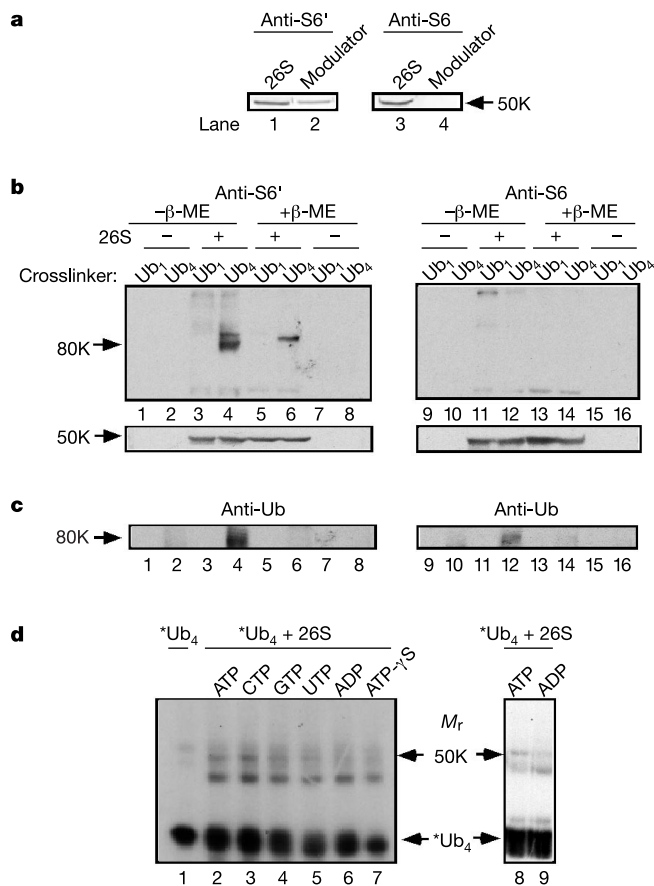 a
Anti-S6' Anti-S6
26S Modulator 26S Modulator
50K
Lane 1 2 3 4
b
Anti-S6' Anti-S6
–β-ME +β-ME –β-ME +β-ME
26S – + + – – + + –
Crosslinker: Ub1 Ub4 Ub1 Ub4 Ub1 Ub4 Ub1 Ub4 Ub1 Ub4 Ub1 Ub4 Ub1 Ub4 Ub1 Ub4
80K
1 2 3 4 5 6 7 8 9 10 11 12 13 14 15 16
50K
c
Anti-Ub Anti-Ub
80K
1 2 3 4 5 6 7 8 9 10 11 12 13 14 15 16
d
*Ub4 *Ub4 + 26S *Ub4 + 26S
ATP CTP GTP UTP ADP ATP-γS ATP ADP
Mr
50K
*Ub4
1 2 3 4 5 6 7 8 9